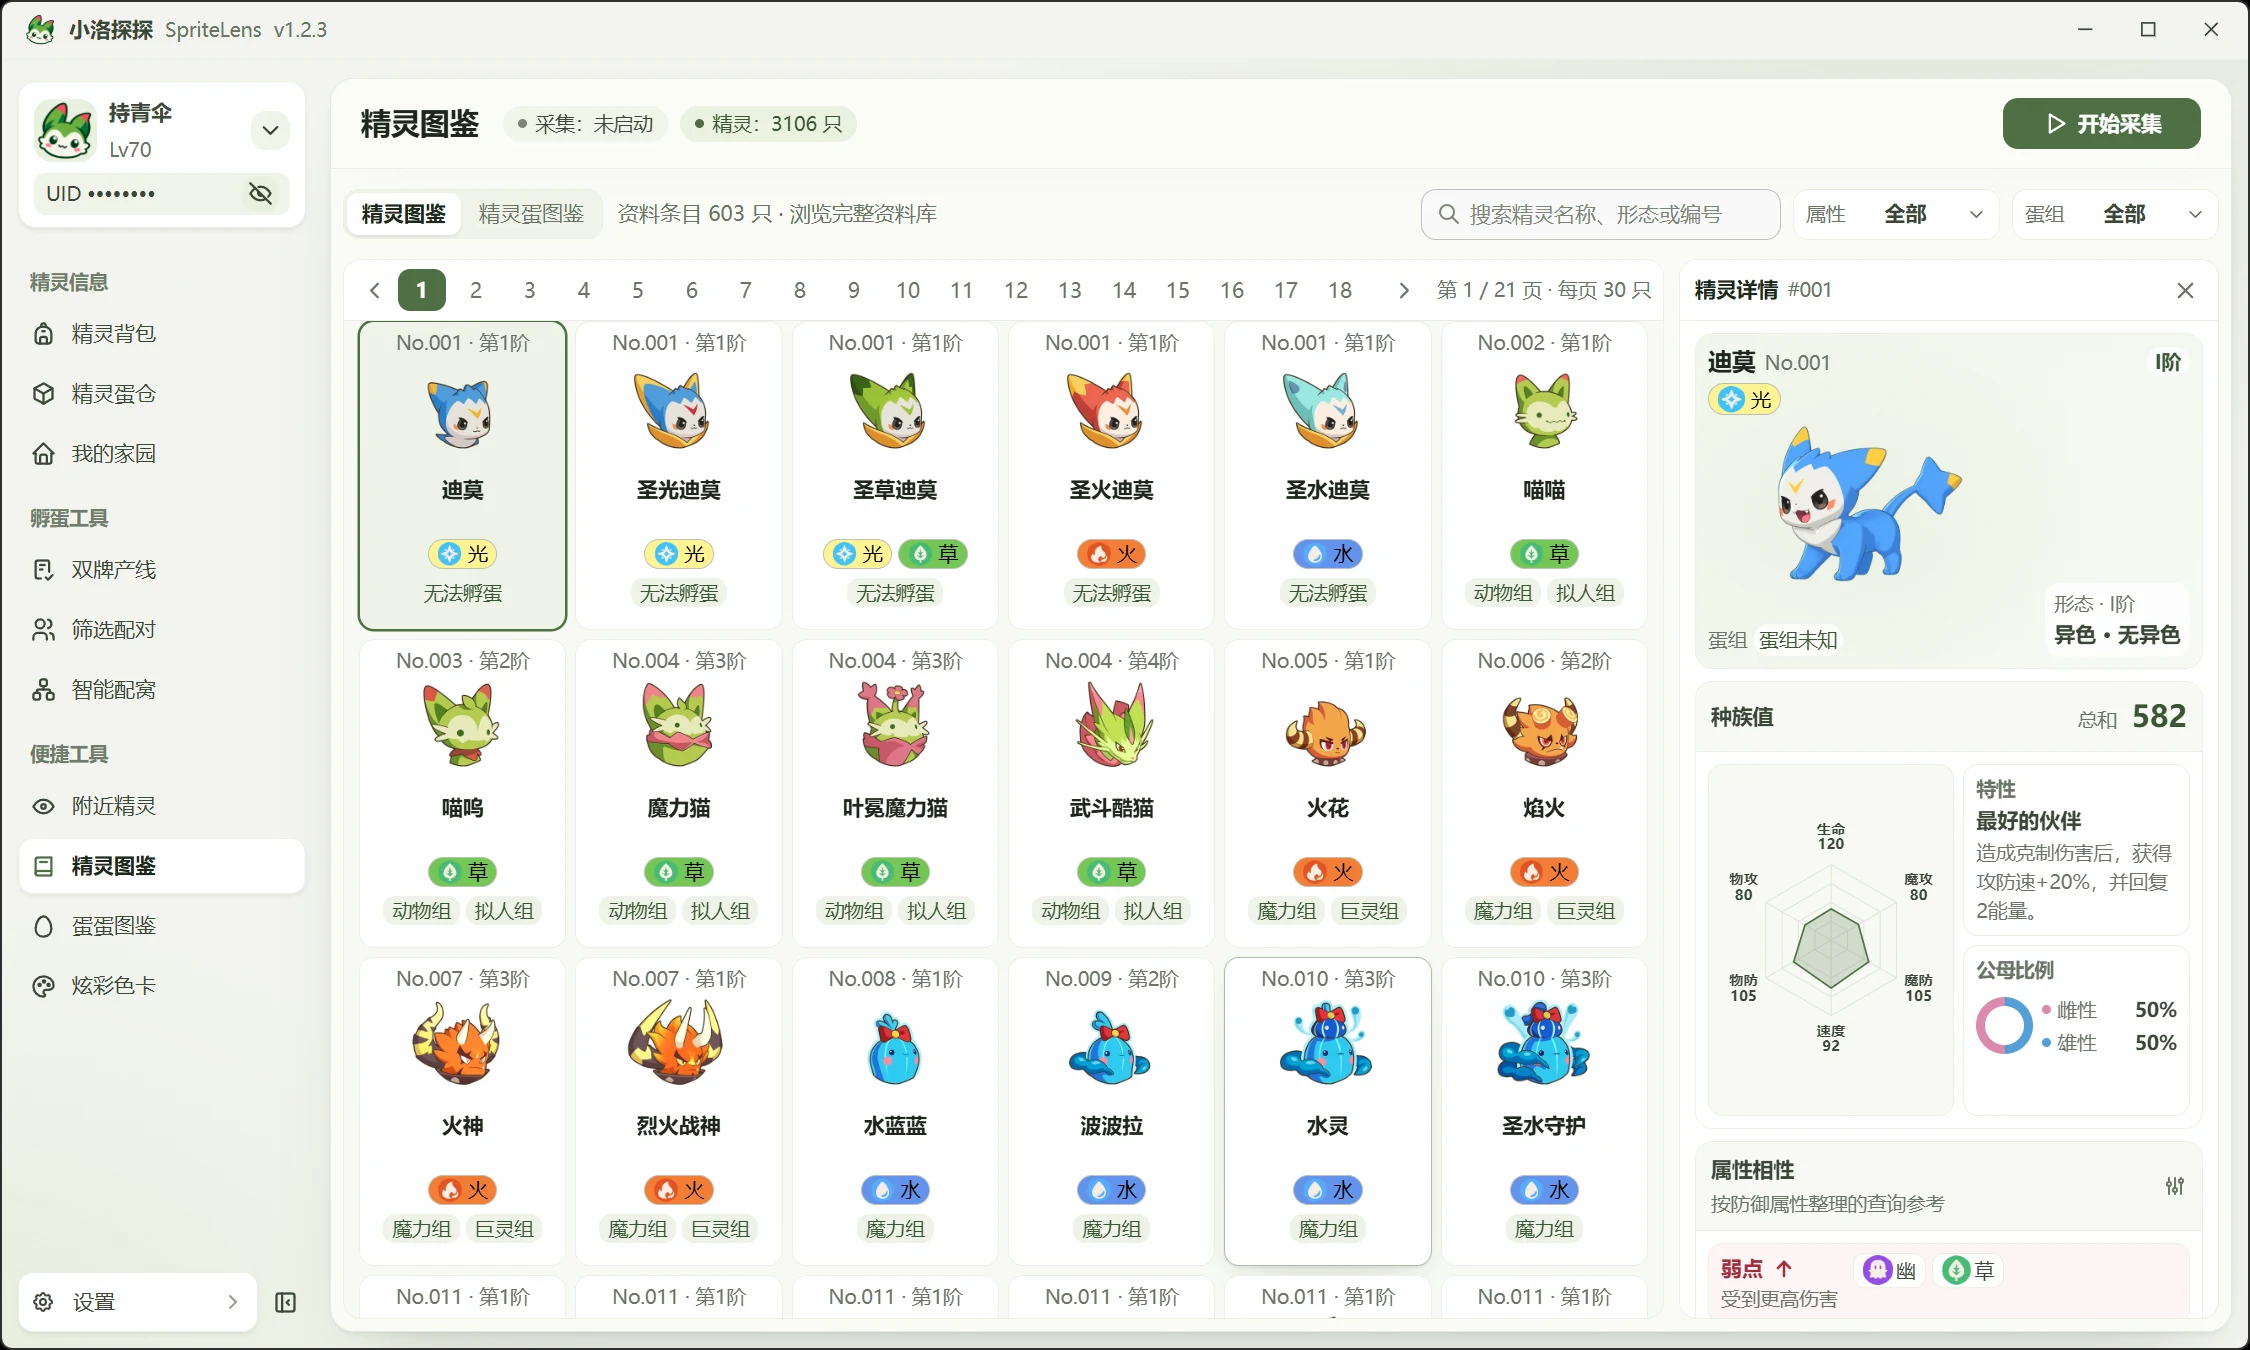 小洛探探 SpriteLens v1.2.3
持青伞
Lv70
UID ••••••••
精灵信息
精灵背包
精灵蛋仓
我的家园
孵蛋工具
双牌产线
筛选配对
智能配窝
便捷工具
附近精灵
精灵图鉴
蛋蛋图鉴
炫彩色卡
设置
精灵图鉴 采集：未启动 精灵：3106 只
开始采集
精灵图鉴 精灵蛋图鉴 资料条目 603 只 · 浏览完整资料库
搜索精灵名称、形态或编号
属性 全部
蛋组 全部
1 2 3 4 5 6 7 8 9 10 11 12 13 14 15 16 17 18 第 1 / 21 页 · 每页 30 只
No.001 · 第1阶 No.001 · 第1阶 No.001 · 第1阶 No.001 · 第1阶 No.001 · 第1阶 No.002 · 第1阶
迪莫 圣光迪莫 圣草迪莫 圣火迪莫 圣水迪莫 喵喵
光 光 光 草 火 水 草
无法孵蛋 无法孵蛋 无法孵蛋 无法孵蛋 无法孵蛋 动物组 拟人组
No.003 · 第2阶 No.004 · 第3阶 No.004 · 第3阶 No.004 · 第4阶 No.005 · 第1阶 No.006 · 第2阶
喵呜 魔力猫 叶冕魔力猫 武斗酷猫 火花 焰火
草 草 草 草 火 火
动物组 拟人组 动物组 拟人组 动物组 拟人组 动物组 拟人组 魔力组 巨灵组 魔力组 巨灵组
No.007 · 第3阶 No.007 · 第1阶 No.008 · 第1阶 No.009 · 第2阶 No.010 · 第3阶 No.010 · 第3阶
火神 烈火战神 水蓝蓝 波波拉 水灵 圣水守护
火 火 水 水 水 水
魔力组 巨灵组 魔力组 巨灵组 魔力组 魔力组 魔力组 魔力组
No.011 · 第1阶 No.011 · 第1阶 No.011 · 第1阶 No.011 · 第1阶 No.011 · 第1阶 No.011 · 第1阶
精灵详情 #001
迪莫 No.001 I阶
光
形态 · I阶
异色 • 无异色
蛋组 蛋组未知
种族值 总和 582
生命
120
物攻
80
魔攻
80
物防
105
魔防
105
速度
92
特性
最好的伙伴
造成克制伤害后，获得
攻防速+20%，并回复
2能量。
公母比例
雌性 50%
雄性 50%
属性相性
按防御属性整理的查询参考
弱点 ↑ 幽 草
受到更高伤害